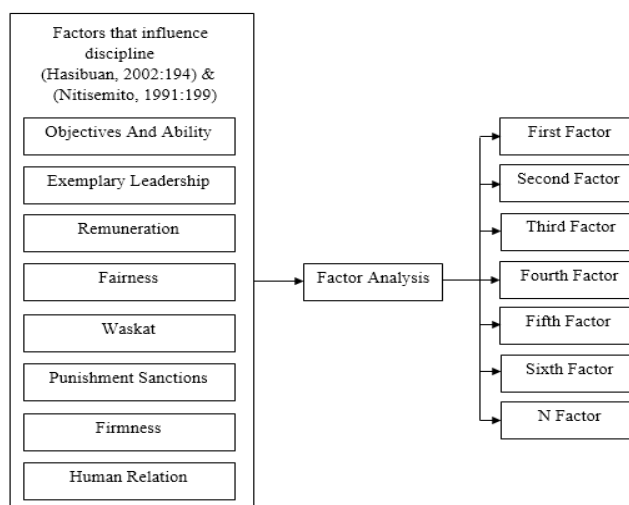 Factors that influence
discipline
(Hasibuan, 2002:194) &
(Nitisemito, 1991:199)
Objectives And Ability
Exemplary Leadership
Remuneration
Fairness
Waskat
Punishment Sanctions
Firmness
Human Relation
Factor Analysis
First Factor
Second Factor
Third Factor
Fourth Factor
Fifth Factor
Sixth Factor
N Factor